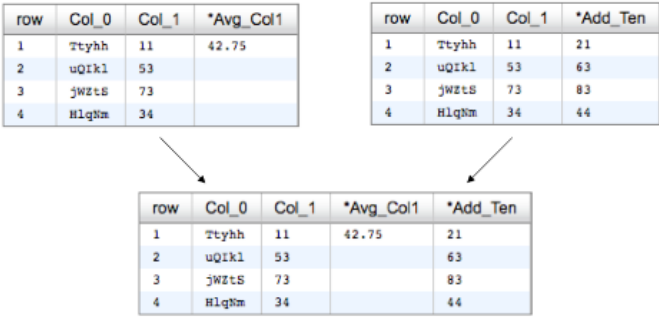 row Col_0 Col_1 *Avg_Col1
1 Ttyhh 11 42.75
2 uQIkl 53
3 jWZtS 73
4 HlqNm 34
row Col_0 Col_1 *Add_Ten
1 Ttyhh 11 21
2 uQIkl 53 63
3 jWZtS 73 83
4 HlqNm 34 44
row Col_0 Col_1 *Avg_Col1 *Add_Ten
1 Ttyhh 11 42.75 21
2 uQIkl 53 63
3 jWZtS 73 83
4 HlqNm 34 44